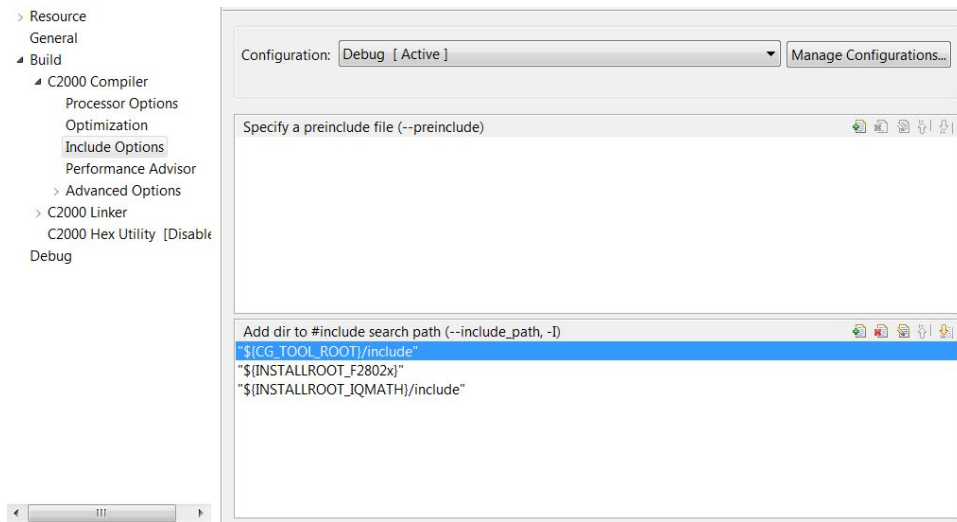 Resource
General
Build
C2000 Compiler
Processor Options
Optimization
Include Options
Performance Advisor
Advanced Options
C2000 Linker
C2000 Hex Utility [Disable
Debug
Configuration: Debug [ Active ]
Manage Configurations...
Specify a preinclude file (--preinclude)
Add dir to #include search path (--include_path, -I)
"${CG_TOOL_ROOT}/include"
"${INSTALLROOT_F2802x}"
"${INSTALLROOT_IQMATH}/include"